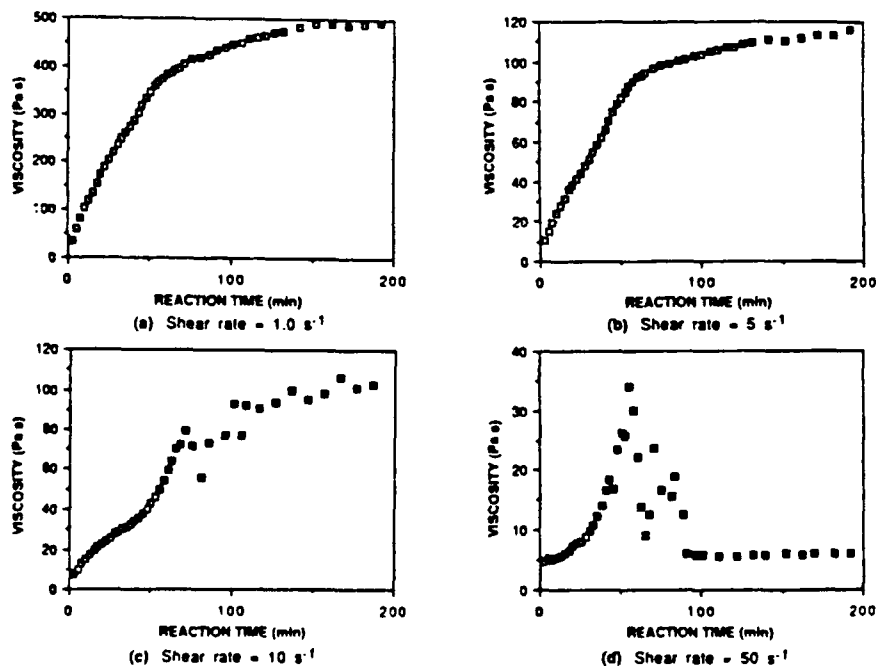 500
400
300
200
100
0
VISCOSITY (Pa s)
0 100 200
REACTION TIME (min)
(a) Shear rate = 1.0 s⁻¹
120
100
80
60
40
20
0
VISCOSITY (Pa s)
0 100 200
REACTION TIME (min)
(b) Shear rate = 5 s⁻¹
120
100
80
60
40
20
0
VISCOSITY (Pa s)
0 100 200
REACTION TIME (min)
(c) Shear rate = 10 s⁻¹
40
30
20
10
0
VISCOSITY (Pa s)
0 100 200
REACTION TIME (min)
(d) Shear rate = 50 s⁻¹